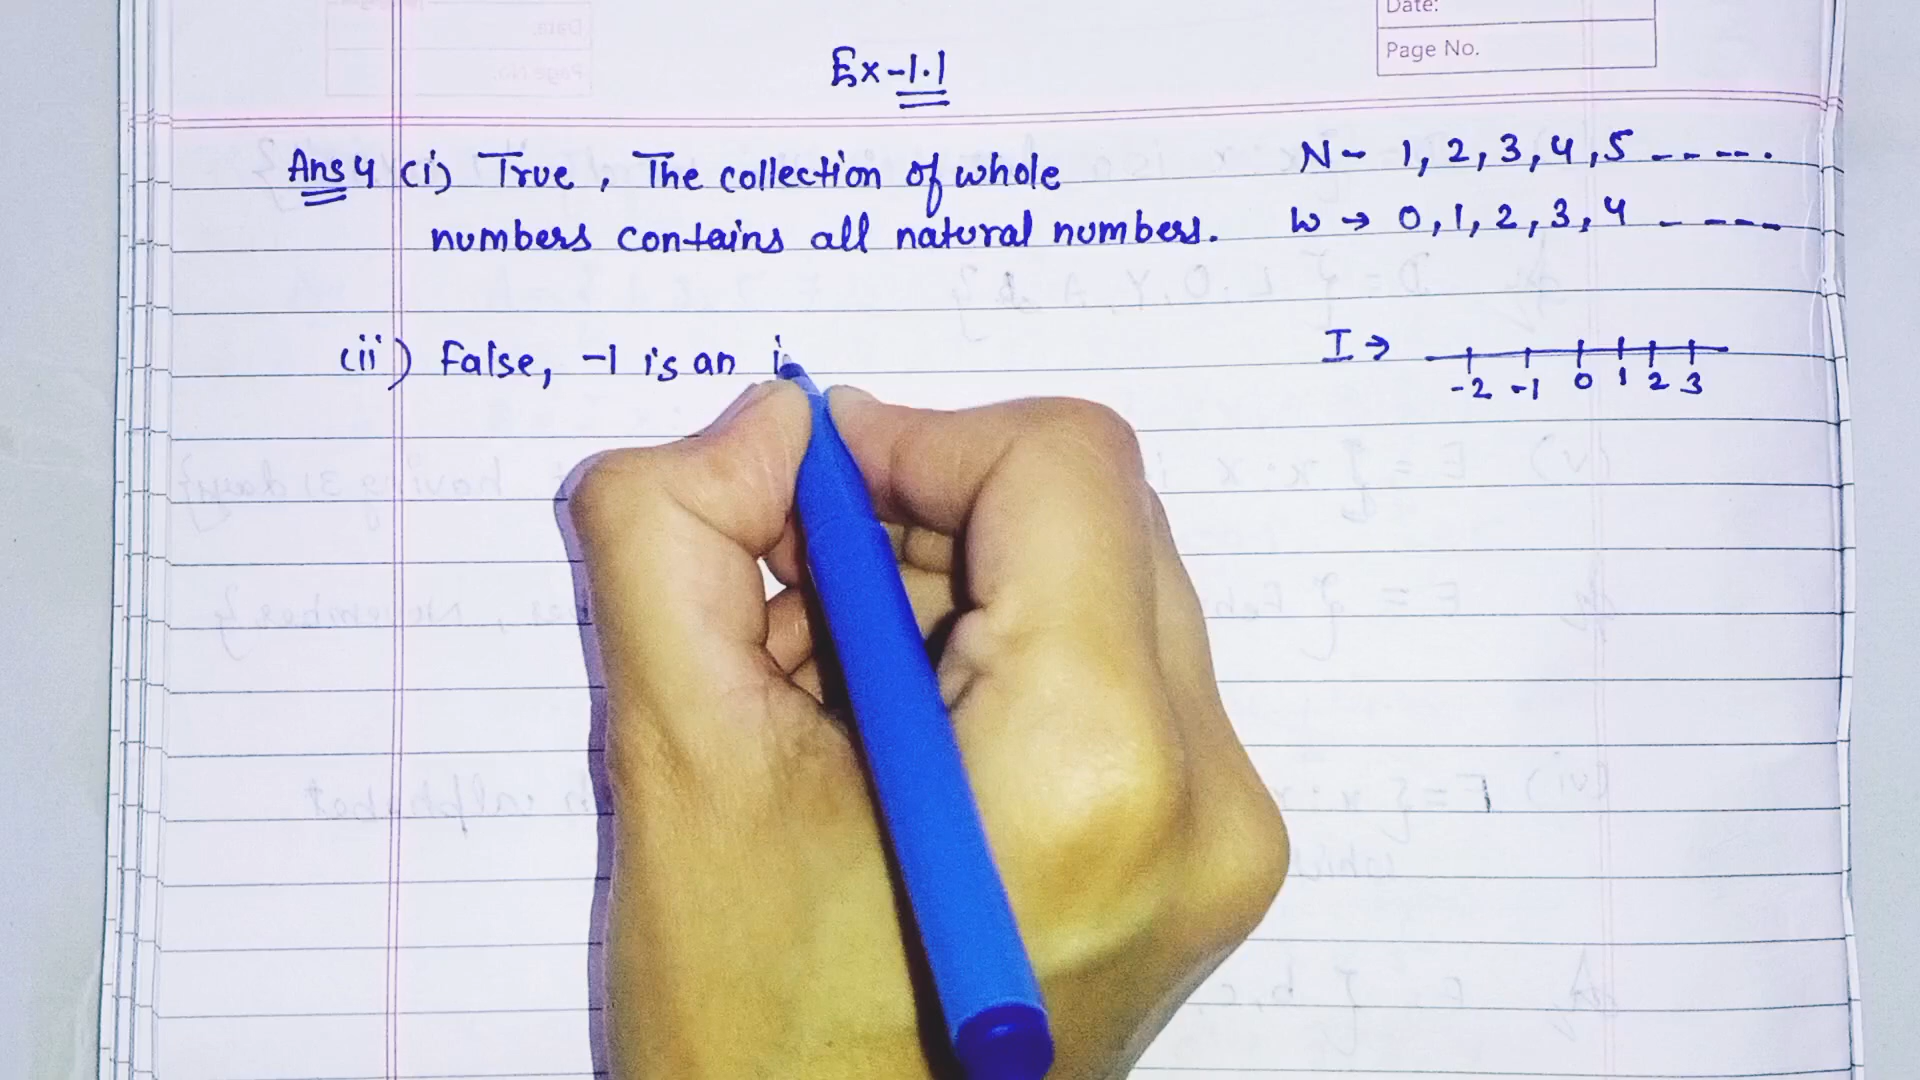 Date:
Page No.
Ex-1.1
Ans 4 (i) True, The collection of whole
numbers contains all natural numbers.
N- 1, 2, 3, 4, 5 -----.
W → 0, 1, 2, 3, 4 - ----
(ii) False, -1 is an i
I →
-2 -1 0 1 2 3